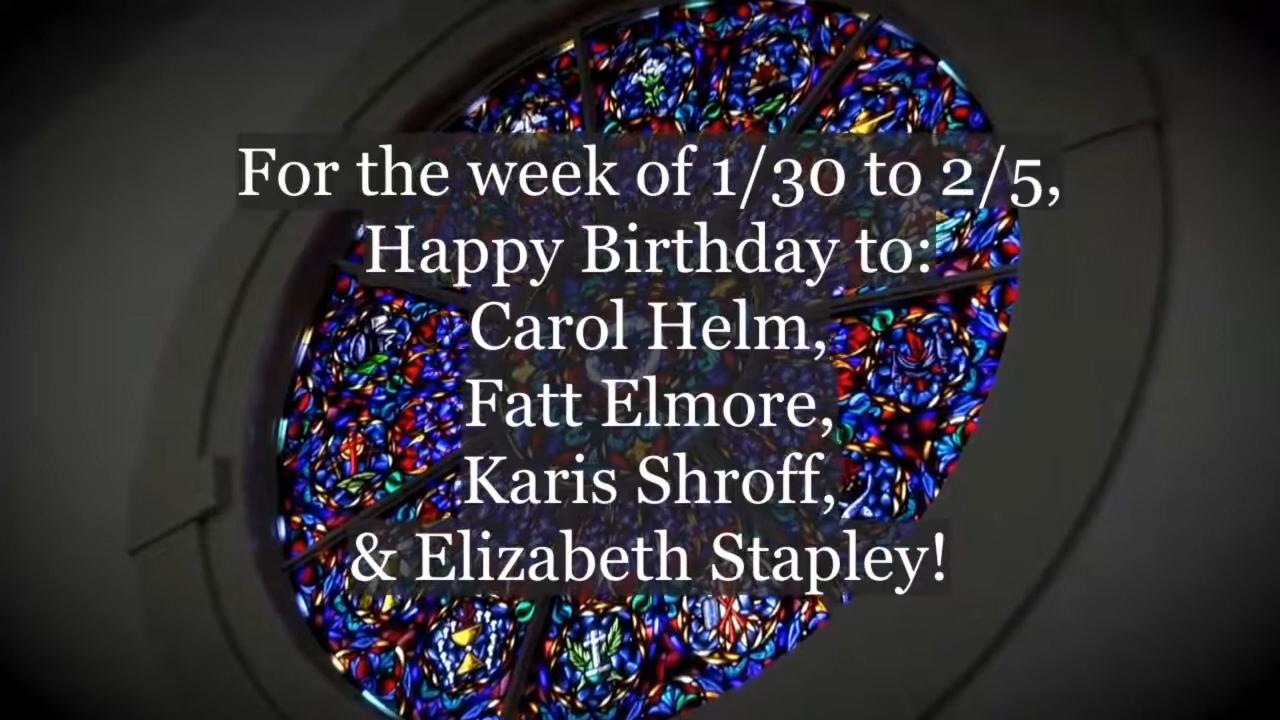 For the week of 1/30 to 2/5,
Happy Birthday to:
Carol Helm,
Fatt Elmore,
Karis Shroff,
& Elizabeth Stapley!